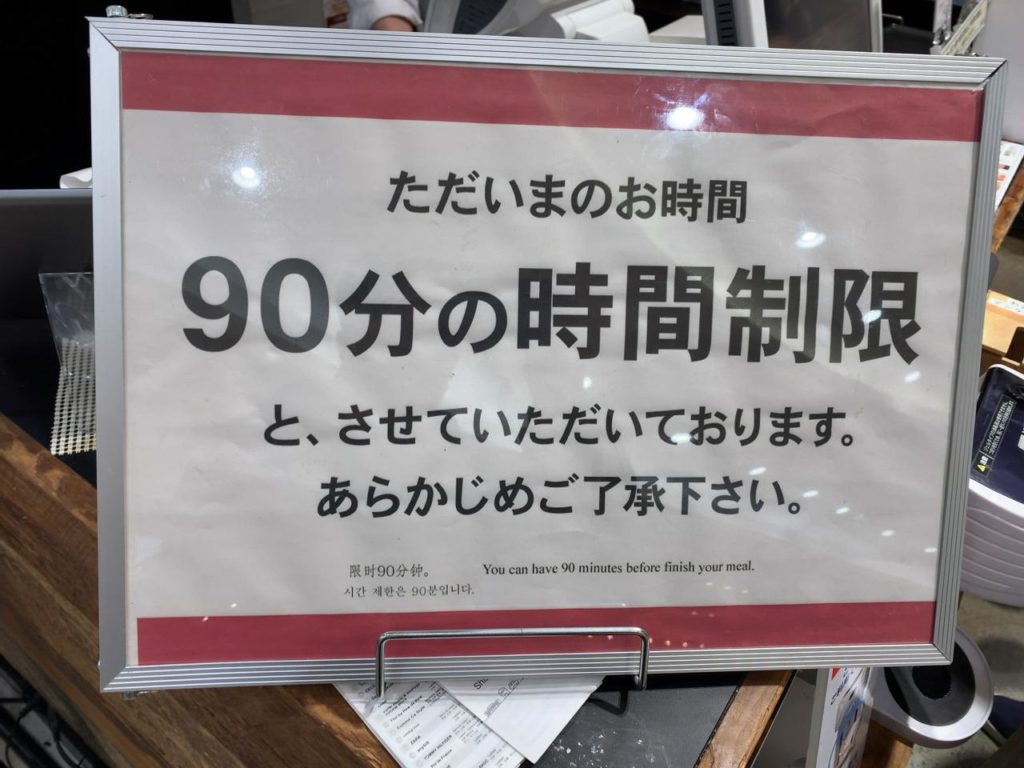 ただいまのお時間
90分の時間制限
と、させていただいております。
あらかじめご了承下さい。
限时90分钟。
You can have 90 minutes before finish your meal.
시간 제한은 90분입니다.